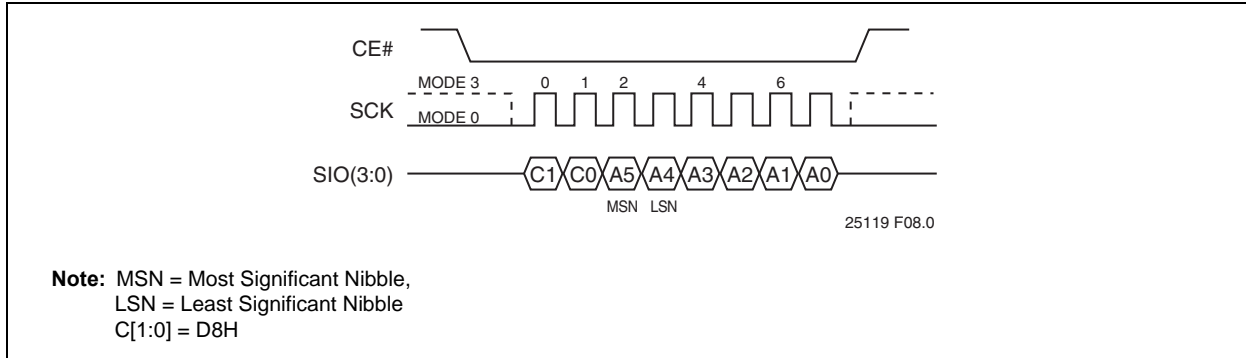 CE#
MODE 3 0 1 2 4 6
SCK
MODE 0
SIO(3:0) C1 C0 A5 A4 A3 A2 A1 A0
MSN LSN
25119 F08.0
Note: MSN = Most Significant Nibble,
LSN = Least Significant Nibble
C[1:0] = D8H